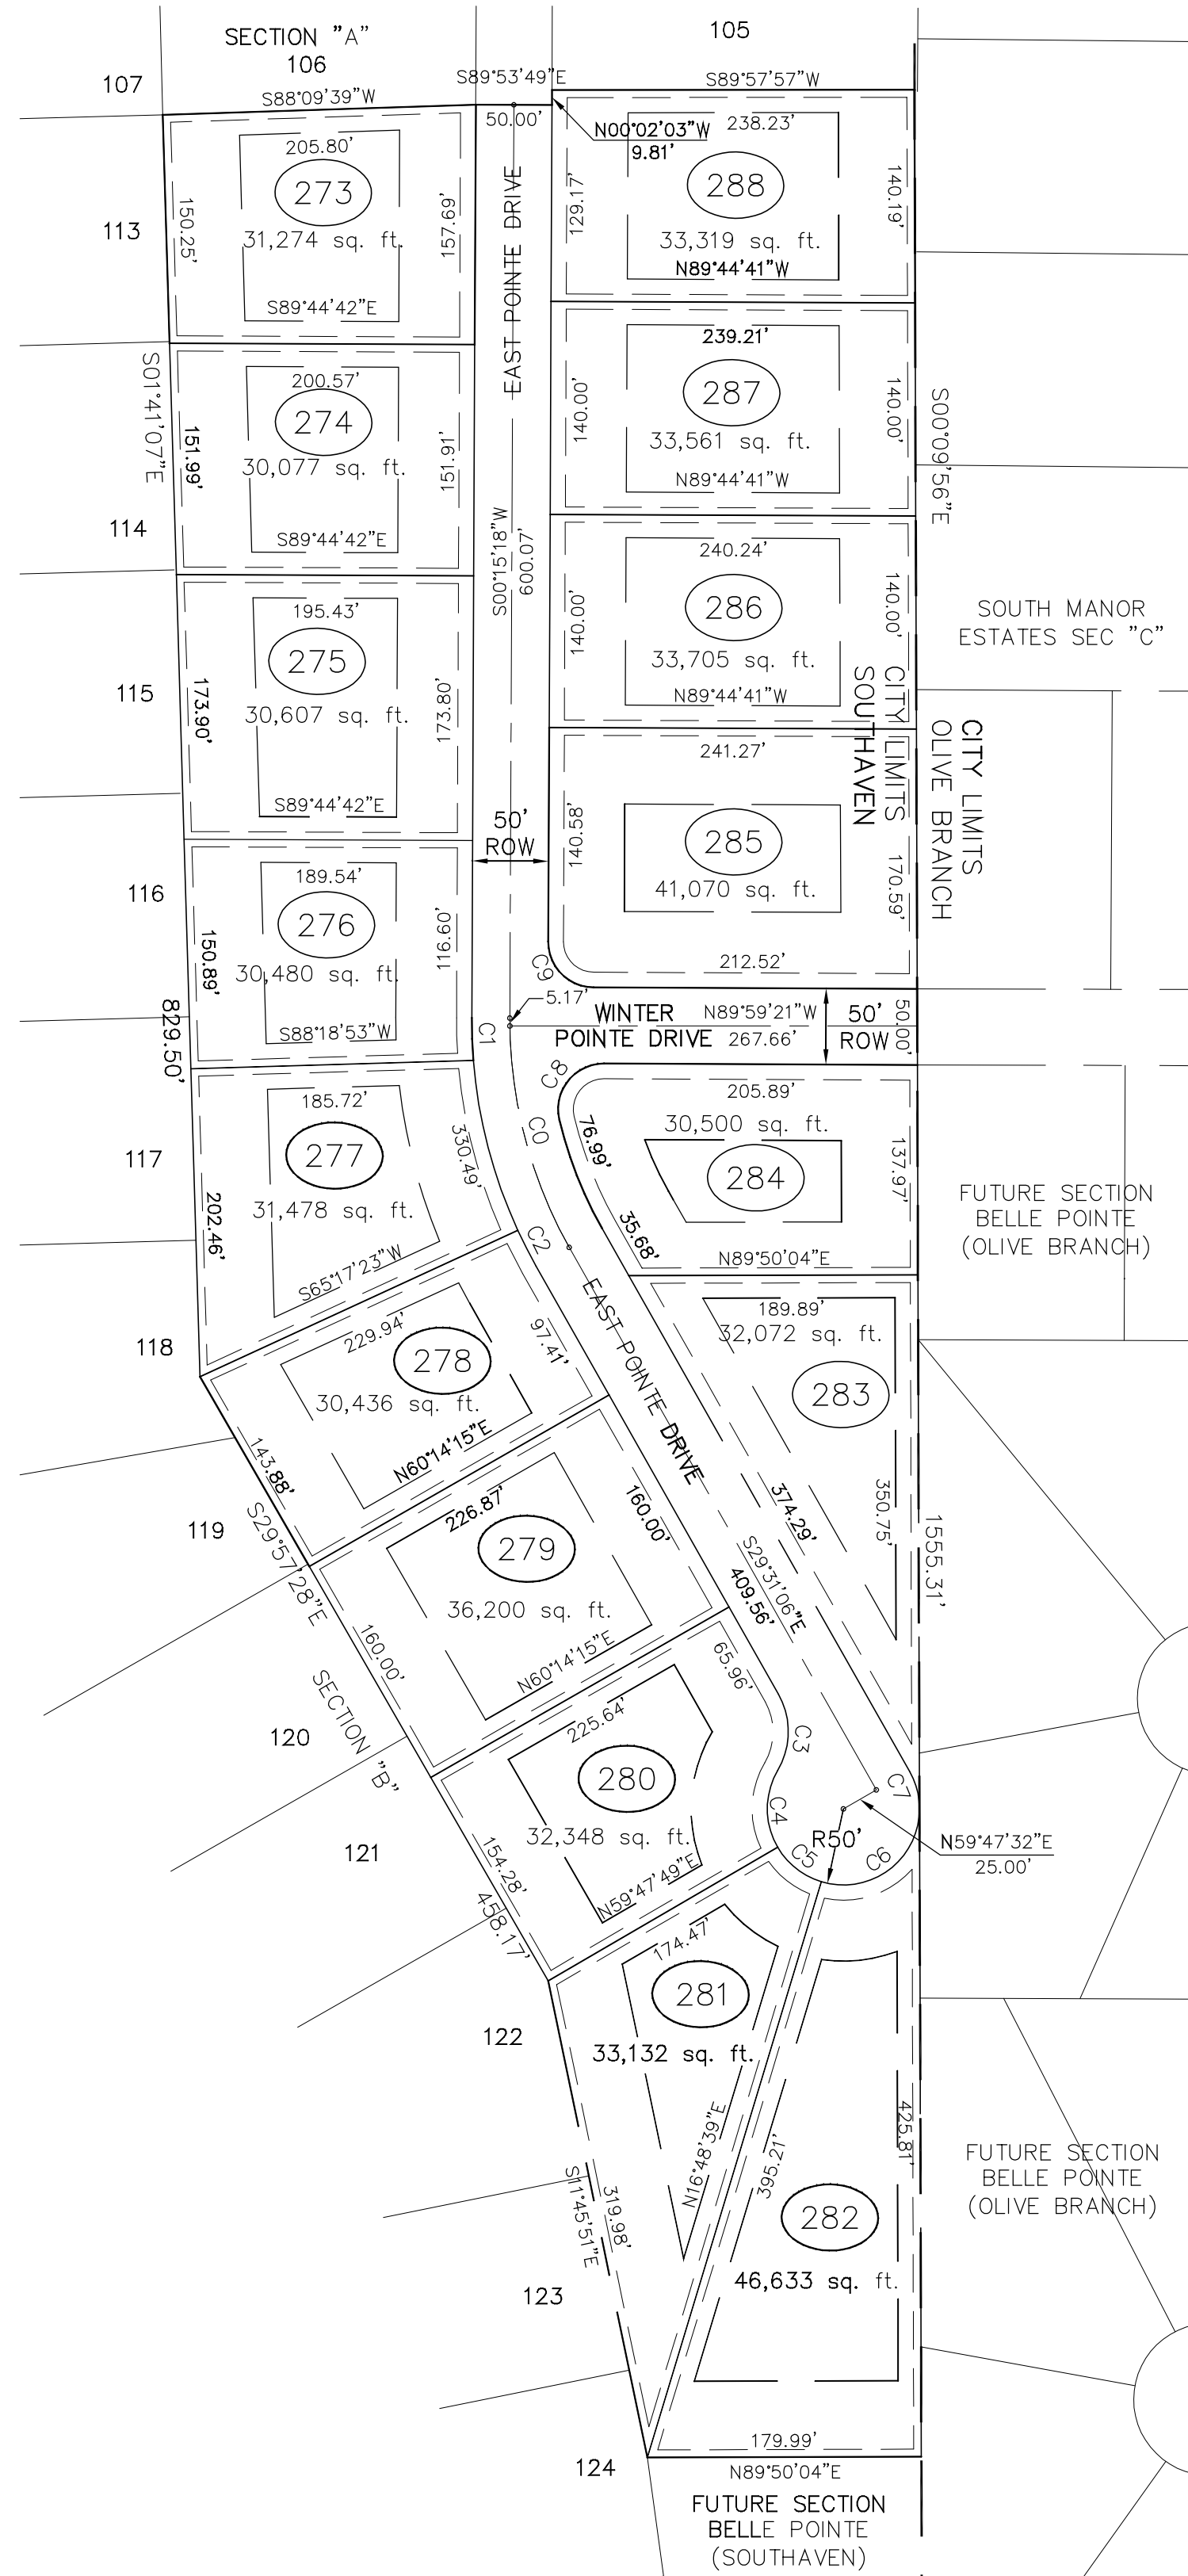 SECTION "A"
106
107
105
S88°09'39"W
S89°53'49"E
50.00'
S89°57'57"W
N00°02'03"W
9.81'
205.80'
273
31,274 sq. ft.
150.25'
157.69'
S89°44'42"E
113
EAST POINTE DRIVE
238.23'
288
33,319 sq. ft.
129.17'
140.19'
N89°44'41"W
S01°41'07"E
200.57'
274
30,077 sq. ft.
151.99'
151.91'
S89°44'42"E
114
239.21'
287
33,561 sq. ft.
140.00'
140.00'
N89°44'41"W
S00°09'56"E
S00°15'18"W
600.07'
195.43'
275
30,607 sq. ft.
173.90'
173.80'
S89°44'42"E
115
240.24'
286
33,705 sq. ft.
140.00'
140.00'
N89°44'41"W
SOUTH MANOR
ESTATES SEC "C"
CITY LIMITS
SOUTHAVEN
CITY LIMITS
OLIVE BRANCH
50'
ROW
241.27'
285
41,070 sq. ft.
140.58'
170.59'
212.52'
C9
116
189.54'
276
30,480 sq. ft.
150.89'
116.60'
S88°18'53"W
829.50'
C1
5.17'
WINTER
POINTE DRIVE
N89°59'21"W
267.66'
50'
ROW
50.00'
C8
C0
117
185.72'
277
31,478 sq. ft.
202.46'
330.49'
S65°17'23"W
C2
205.89'
30,500 sq. ft.
284
76.99'
35.68'
137.97'
N89°50'04"E
FUTURE SECTION
BELLE POINTE
(OLIVE BRANCH)
118
229.94'
278
30,436 sq. ft.
97.41'
143.88'
N60°14'15"E
EAST POINTE DRIVE
189.89'
32,072 sq. ft.
283
374.29'
350.75'
1555.31'
S29°31'06"E
409.56'
119
S29°57'28"E
226.87'
279
36,200 sq. ft.
160.00'
160.00'
N60°14'15"E
120
SECTION "B"
225.64'
280
32,348 sq. ft.
65.96'
154.28'
N59°47'49"E
C3
C4
C5
C6
C7
R50'
N59°47'32"E
25.00'
121
458.17'
174.47'
281
33,132 sq. ft.
N16°48'39"E
395.21'
122
S11°45'51"E
319.98'
282
46,633 sq. ft.
425.81'
FUTURE SECTION
BELLE POINTE
(OLIVE BRANCH)
123
179.99'
N89°50'04"E
124
FUTURE SECTION
BELLE POINTE
(SOUTHAVEN)